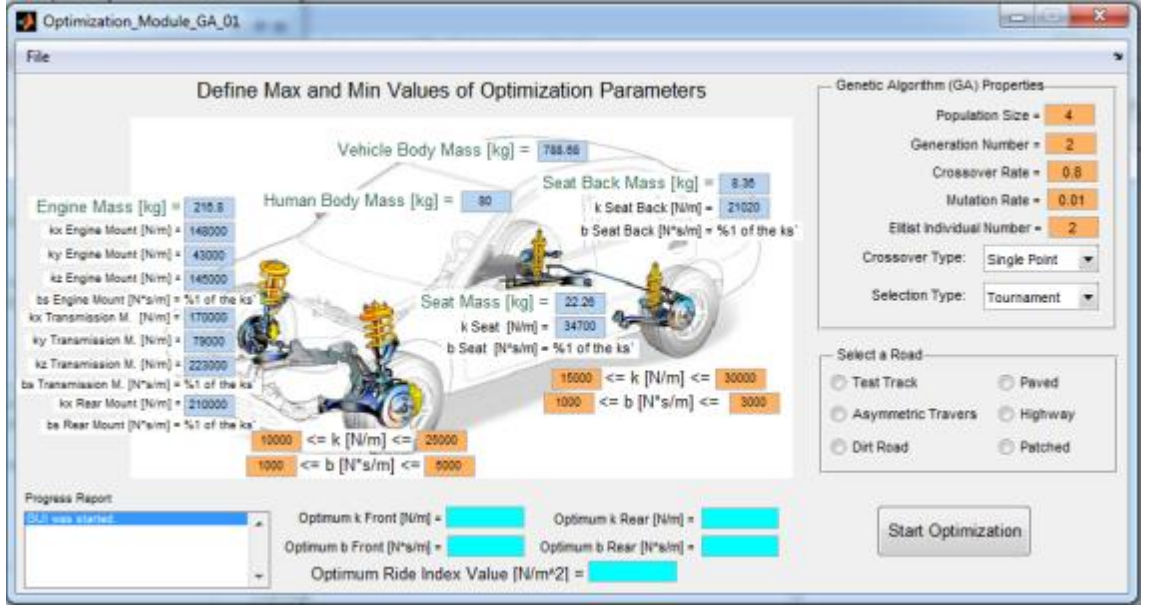 Optimization_Module_GA_01
File
Define Max and Min Values of Optimization Parameters
Vehicle Body Mass [kg] = 788.68
Human Body Mass [kg] = 80
Seat Back Mass [kg] = 8.36
k Seat Back [N/m] = 21020
b Seat Back [N*s/m] = %1 of the ks'
Engine Mass [kg] = 216.8
kx Engine Mount [N/m] = 148000
ky Engine Mount [N/m] = 43000
kz Engine Mount [N/m] = 145000
bs Engine Mount [N*s/m] = %1 of the ks'
kx Transmission M. [N/m] = 170000
ky Transmission M. [N/m] = 79000
kz Transmission M. [N/m] = 223000
bs Transmission M. [N*s/m] = %1 of the ks'
kx Rear Mount [N/m] = 210000
bs Rear Mount [N*s/m] = %1 of the ks'
Seat Mass [kg] = 22.26
k Seat [N/m] = 34700
b Seat [N*s/m] = %1 of the ks'
15000 <= k [N/m] <= 30000
1000 <= b [N*s/m] <= 3000
10000 <= k [N/m] <= 25000
1000 <= b [N*s/m] <= 5000
Genetic Algorithm (GA) Properties
Population Size = 4
Generation Number = 2
Crossover Rate = 0.8
Mutation Rate = 0.01
Elitist Individual Number = 2
Crossover Type: Single Point
Selection Type: Tournament
Select a Road
Test Track Paved
Asymmetric Travers Highway
Dirt Road Patched
Progress Report
GUI was started.
Optimum k Front [N/m] = Optimum k Rear [N/m] =
Optimum b Front [N*s/m] = Optimum b Rear [N*s/m] =
Optimum Ride Index Value [N/m^2] =
Start Optimization